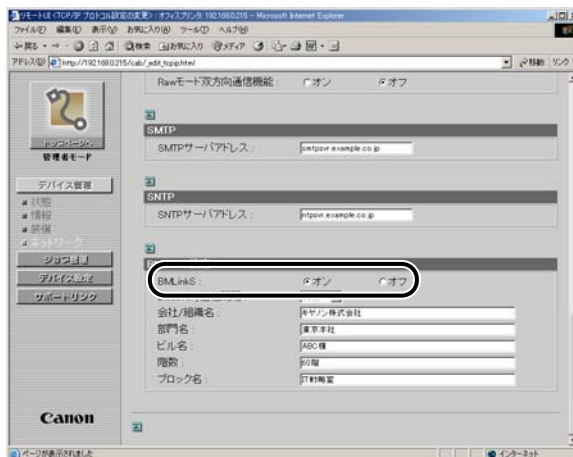 リモートUI <TCP/IP プロトコル設定の変更> : オフィスプリンタ: 192.168.0.215 - Microsoft Internet Explorer
ファイル(F) 編集(E) 表示(V) お気に入り(A) ツール(T) ヘルプ(H)
戻る 検索 お気に入り メディア
アドレス(D) http://192.168.0.215/cab/_edit_tcpip.html 移動 リンク
トップページへ
管理者モード
デバイス管理
状態
情報
装備
ネットワーク
ジョブ管理
デバイス設定
サポートリンク
Canon
Rawモード双方向通信機能 : オン オフ
SMTP
SMTPサーバアドレス : smtpsvr.example.co.jp
SNTP
SNTPサーバアドレス : ntpsvr.example.co.jp
BMLinkS : オン オフ
会社/組織名 : キヤノン株式会社
部門名 : 東京本社
ビル名 : ABC棟
階数 : 60階
ブロック名 : IT戦略室
ページが表示されました インターネット